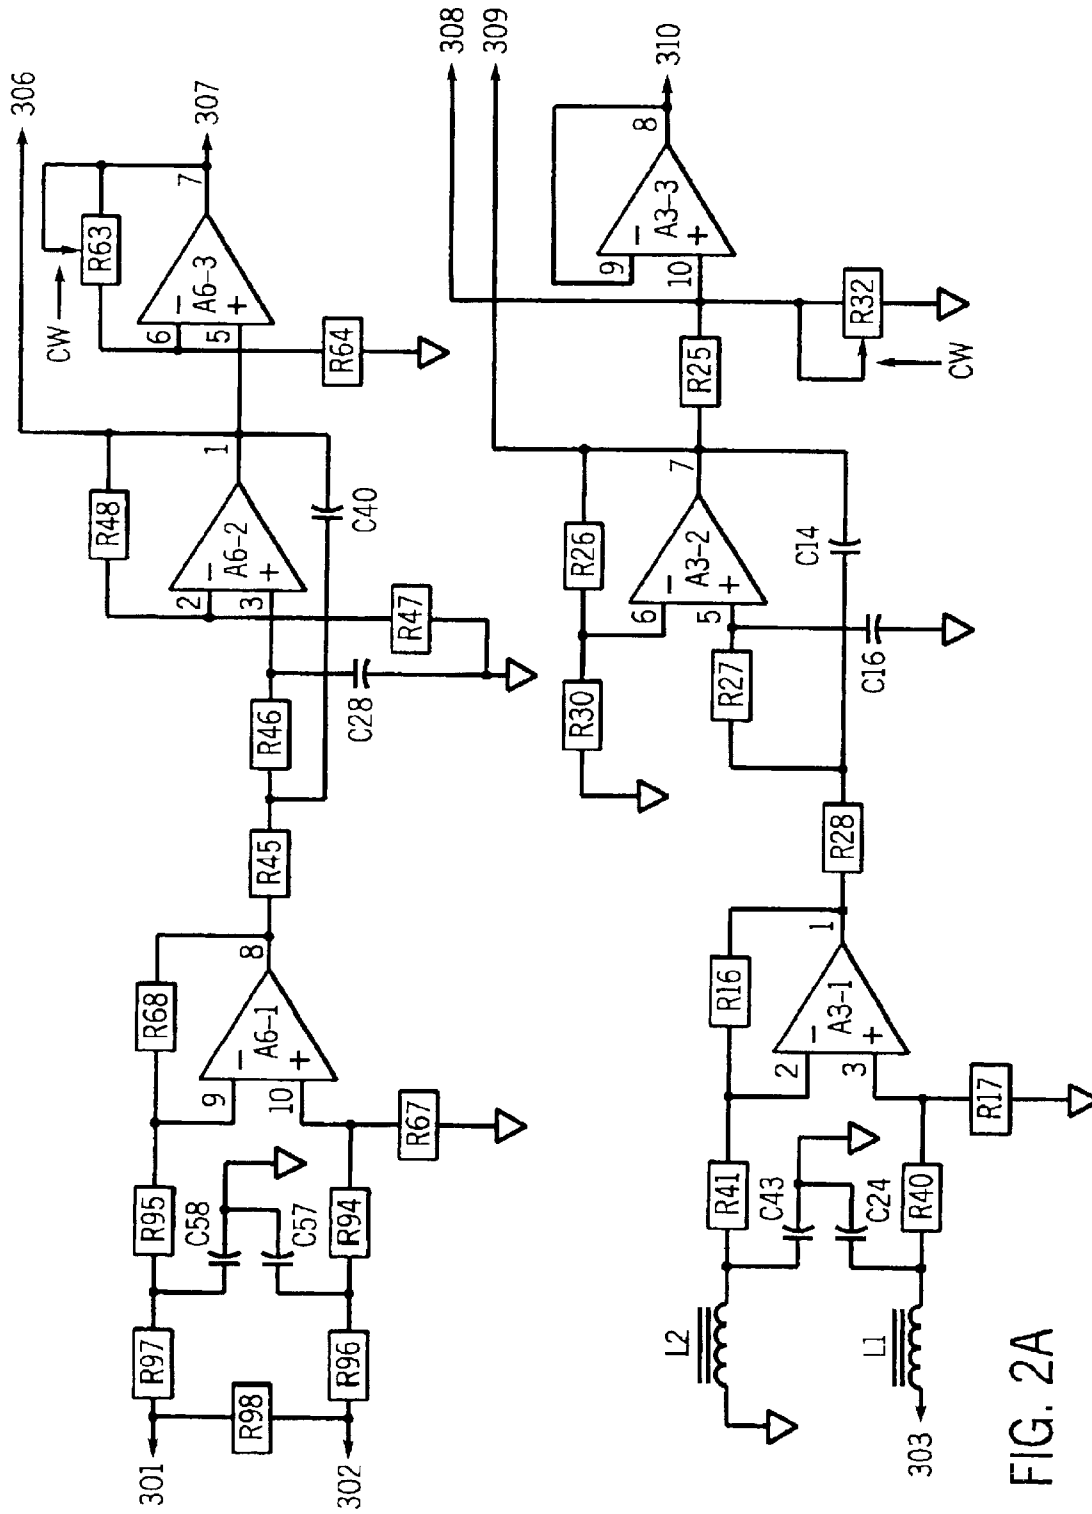 301
302
R98
R97
R96
R95
C58
C57
R94
R67
R68
9
10
−
+
A6-1
8
R45
R46
C28
R47
2
3
−
+
A6-2
1
R48
C40
306
CW
R63
6
5
−
+
A6-3
7
307
R64
L2
L1
303
R41
C43
C24
R40
R17
R16
2
3
−
+
A3-1
1
R28
R30
R26
R27
C16
C14
6
5
−
+
A3-2
7
R25
308
309
9
10
−
+
A3-3
8
310
R32
CW
FIG. 2A